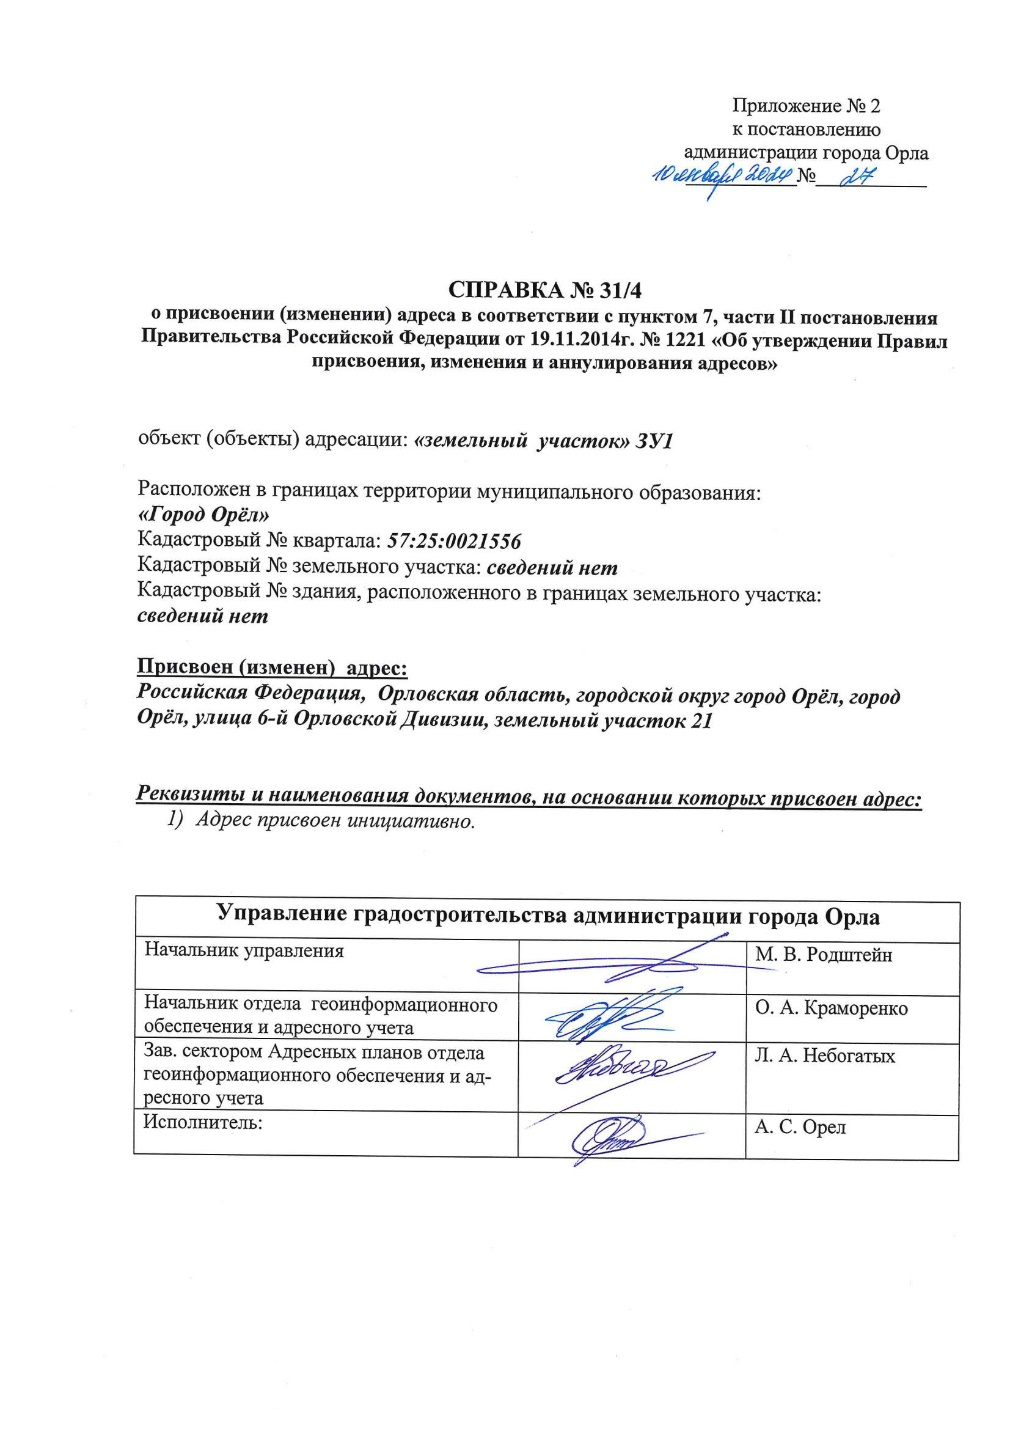 Приложение № 2
к постановлению
администрации города Орла
10 января 2024 № 27
СПРАВКА № 31/4
о присвоении (изменении) адреса в соответствии с пунктом 7, части II постановления
Правительства Российской Федерации от 19.11.2014г. № 1221 «Об утверждении Правил
присвоения, изменения и аннулирования адресов»
объект (объекты) адресации: «земельный участок» ЗУ1
Расположен в границах территории муниципального образования:
«Город Орёл»
Кадастровый № квартала: 57:25:0021556
Кадастровый № земельного участка: сведений нет
Кадастровый № здания, расположенного в границах земельного участка:
сведений нет
Присвоен (изменен) адрес:
Российская Федерация, Орловская область, городской округ город Орёл, город
Орёл, улица 6-й Орловской Дивизии, земельный участок 21
Реквизиты и наименования документов, на основании которых присвоен адрес:
1) Адрес присвоен инициативно.
Управление градостроительства администрации города Орла
Начальник управления
М. В. Родштейн
Начальник отдела геоинформационного
обеспечения и адресного учета
О. А. Краморенко
Зав. сектором Адресных планов отдела
геоинформационного обеспечения и ад-
ресного учета
Л. А. Небогатых
Исполнитель:
А. С. Орел